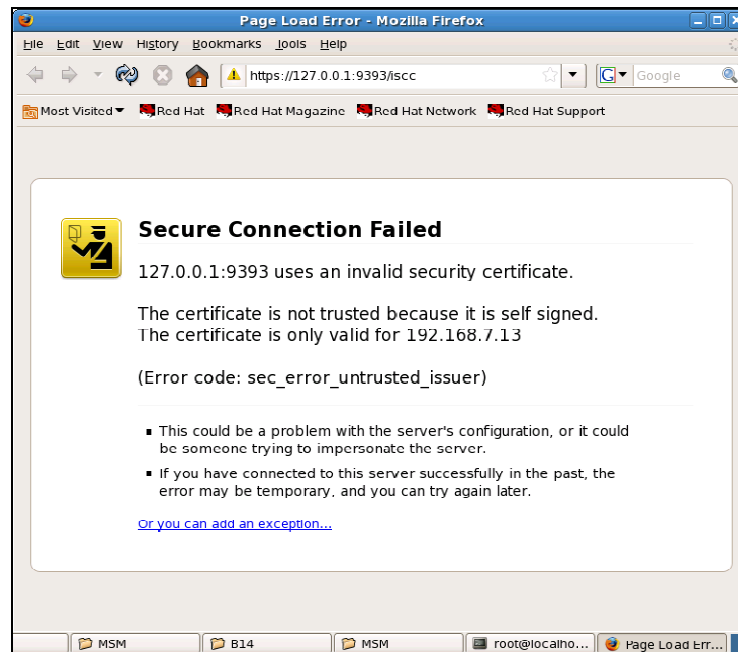 Page Load Error - Mozilla Firefox
File Edit View History Bookmarks Tools Help
https://127.0.0.1:9393/iscc
G Google
Most Visited Red Hat Red Hat Magazine Red Hat Network Red Hat Support
Secure Connection Failed
127.0.0.1:9393 uses an invalid security certificate.
The certificate is not trusted because it is self signed.
The certificate is only valid for 192.168.7.13
(Error code: sec_error_untrusted_issuer)
This could be a problem with the server's configuration, or it could
be someone trying to impersonate the server.
If you have connected to this server successfully in the past, the
error may be temporary, and you can try again later.
Or you can add an exception...
MSM B14 MSM root@localho... Page Load Err...